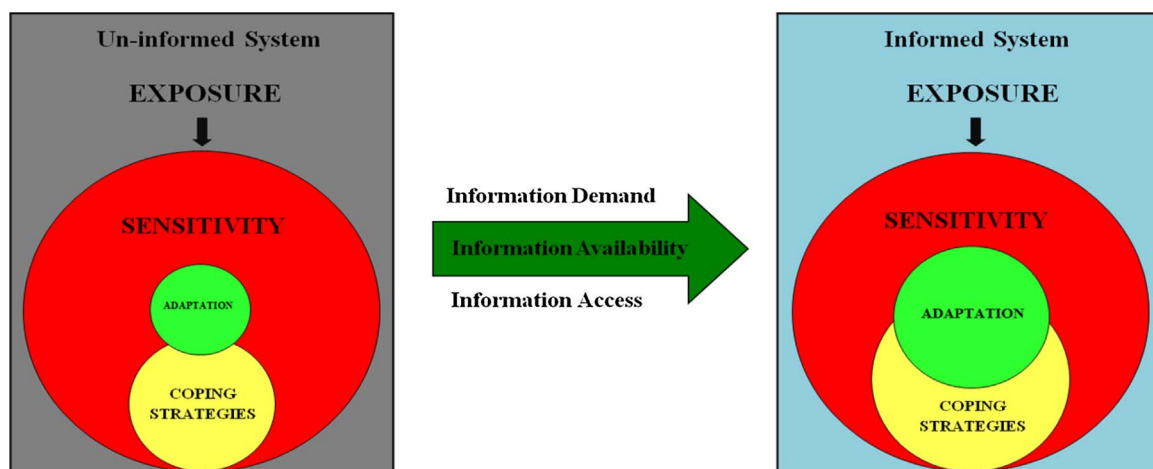 Un-informed System
EXPOSURE
SENSITIVITY
ADAPTATION
COPING
STRATEGIES
Information Demand
Information Availability
Information Access
Informed System
EXPOSURE
SENSITIVITY
ADAPTATION
COPING
STRATEGIES